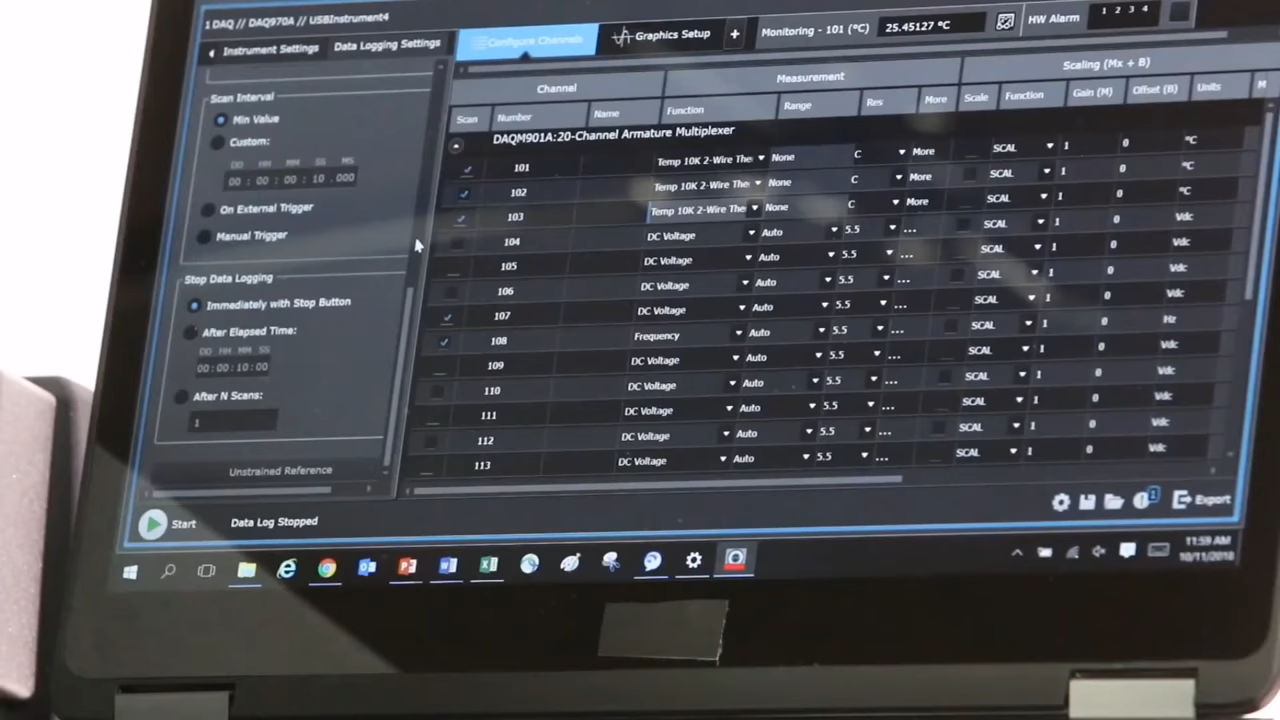 1 DAQ // DAQ970A // USBInstrument4
Instrument Settings Data Logging Settings Configure Channels Graphics Setup + Monitoring - 101 (°C) 25.45127 °C HW Alarm 1 2 3 4
Scan Interval
Min Value
Custom:
DD HH MM SS MS
00 : 00 : 00 : 10 .000
On External Trigger
Manual Trigger
Stop Data Logging
Immediately with Stop Button
After Elapsed Time:
DD HH MM SS
00:00:10:00
After N Scans:
1
Unstrained Reference
Channel Measurement Scaling (Mx + B)
Scan Number Name Function Range Res More Scale Function Gain (M) Offset (B) Units M
DAQM901A:20-Channel Armature Multiplexer
101 Temp 10K 2-Wire The None C More SCAL 1 0 °C
102 Temp 10K 2-Wire The None C More SCAL 1 0 °C
103 Temp 10K 2-Wire The None C More SCAL 1 0 °C
104 DC Voltage Auto 5.5 ... SCAL 1 0 Vdc
105 DC Voltage Auto 5.5 ... SCAL 1 0 Vdc
106 DC Voltage Auto 5.5 ... SCAL 1 0 Vdc
107 DC Voltage Auto 5.5 ... SCAL 1 0 Vdc
108 Frequency Auto 5.5 ... SCAL 1 0 Hz
109 DC Voltage Auto 5.5 ... SCAL 1 0 Vdc
110 DC Voltage Auto 5.5 ... SCAL 1 0 Vdc
111 DC Voltage Auto 5.5 ... SCAL 1 0 Vdc
112 DC Voltage Auto 5.5 ... SCAL 1 0 Vdc
113 DC Voltage Auto 5.5 ... SCAL 1 0 Vdc
Start Data Log Stopped 1 Export
11:59 AM
10/11/2018